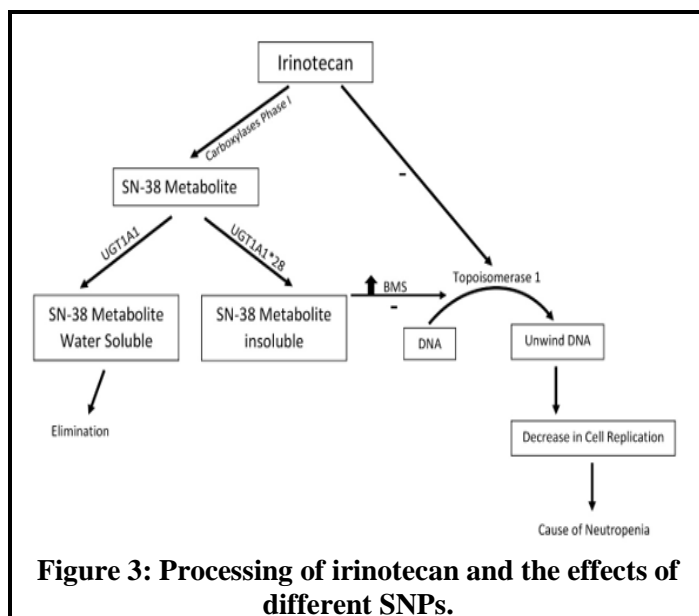 Irinotecan
Carboxylases Phase I
-
SN-38 Metabolite
UGT1A1
UGT1A1*28
SN-38 Metabolite
Water Soluble
SN-38 Metabolite
insoluble
BMS
-
Topoisomerase 1
DNA
Unwind DNA
Elimination
Decrease in Cell Replication
Cause of Neutropenia
Figure 3: Processing of irinotecan and the effects of
different SNPs.